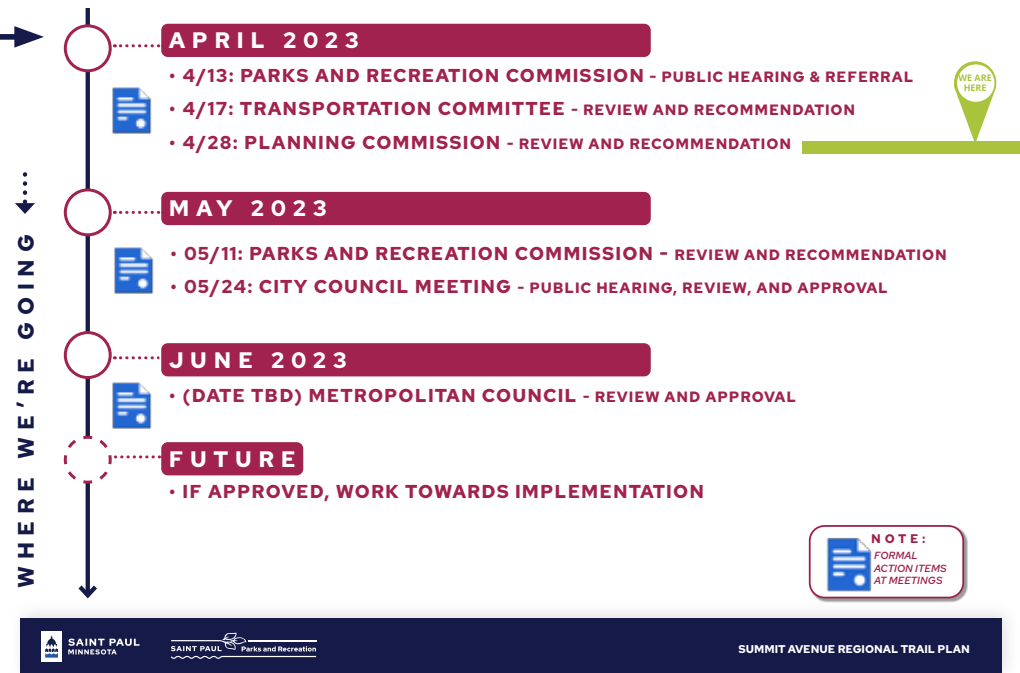 APRIL 2023
• 4/13: PARKS AND RECREATION COMMISSION - PUBLIC HEARING & REFERRAL
WE ARE
HERE
• 4/17: TRANSPORTATION COMMITTEE - REVIEW AND RECOMMENDATION
• 4/28: PLANNING COMMISSION - REVIEW AND RECOMMENDATION
WHERE WE'RE GOING
MAY 2023
• 05/11: PARKS AND RECREATION COMMISSION - REVIEW AND RECOMMENDATION
• 05/24: CITY COUNCIL MEETING - PUBLIC HEARING, REVIEW, AND APPROVAL
JUNE 2023
• (DATE TBD) METROPOLITAN COUNCIL - REVIEW AND APPROVAL
FUTURE
• IF APPROVED, WORK TOWARDS IMPLEMENTATION
NOTE:
FORMAL
ACTION ITEMS
AT MEETINGS
SAINT PAUL
MINNESOTA
SAINT PAUL Parks and Recreation
SUMMIT AVENUE REGIONAL TRAIL PLAN